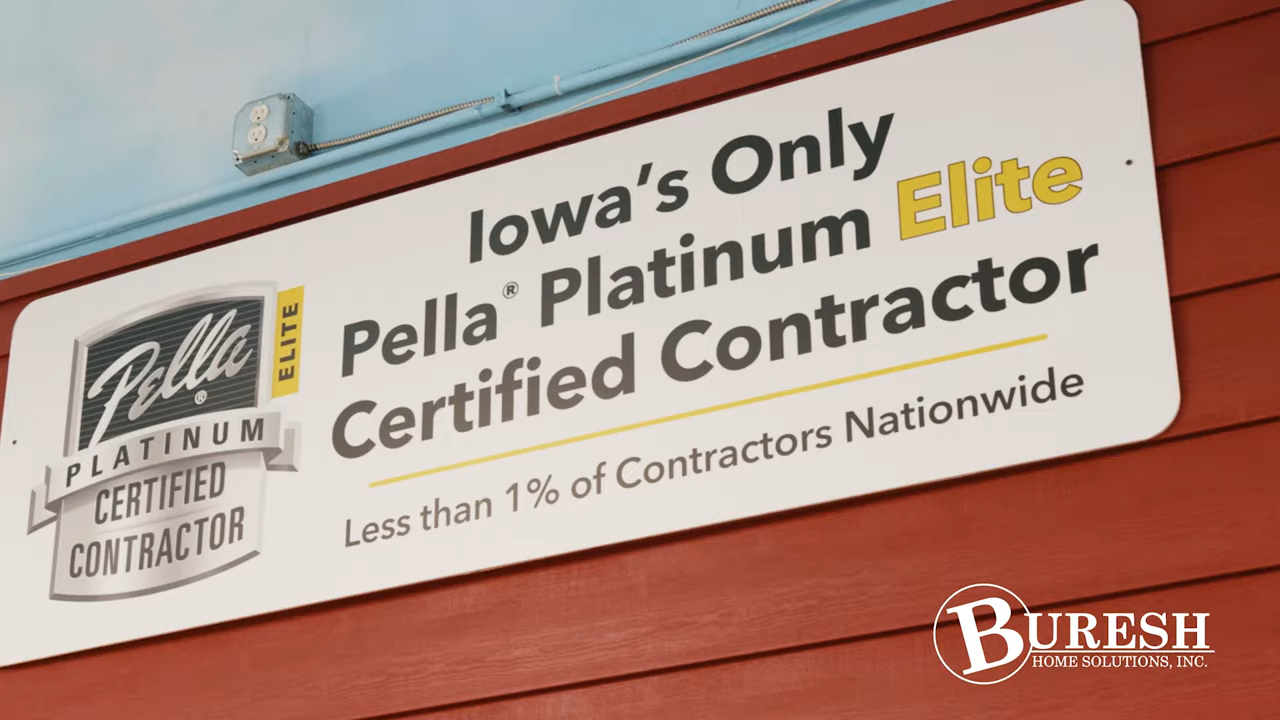 Iowa's Only
Pella® Platinum Elite
Certified Contractor
Less than 1% of Contractors Nationwide
Pella®
ELITE
PLATINUM
CERTIFIED
CONTRACTOR
BURESH
HOME SOLUTIONS, INC.